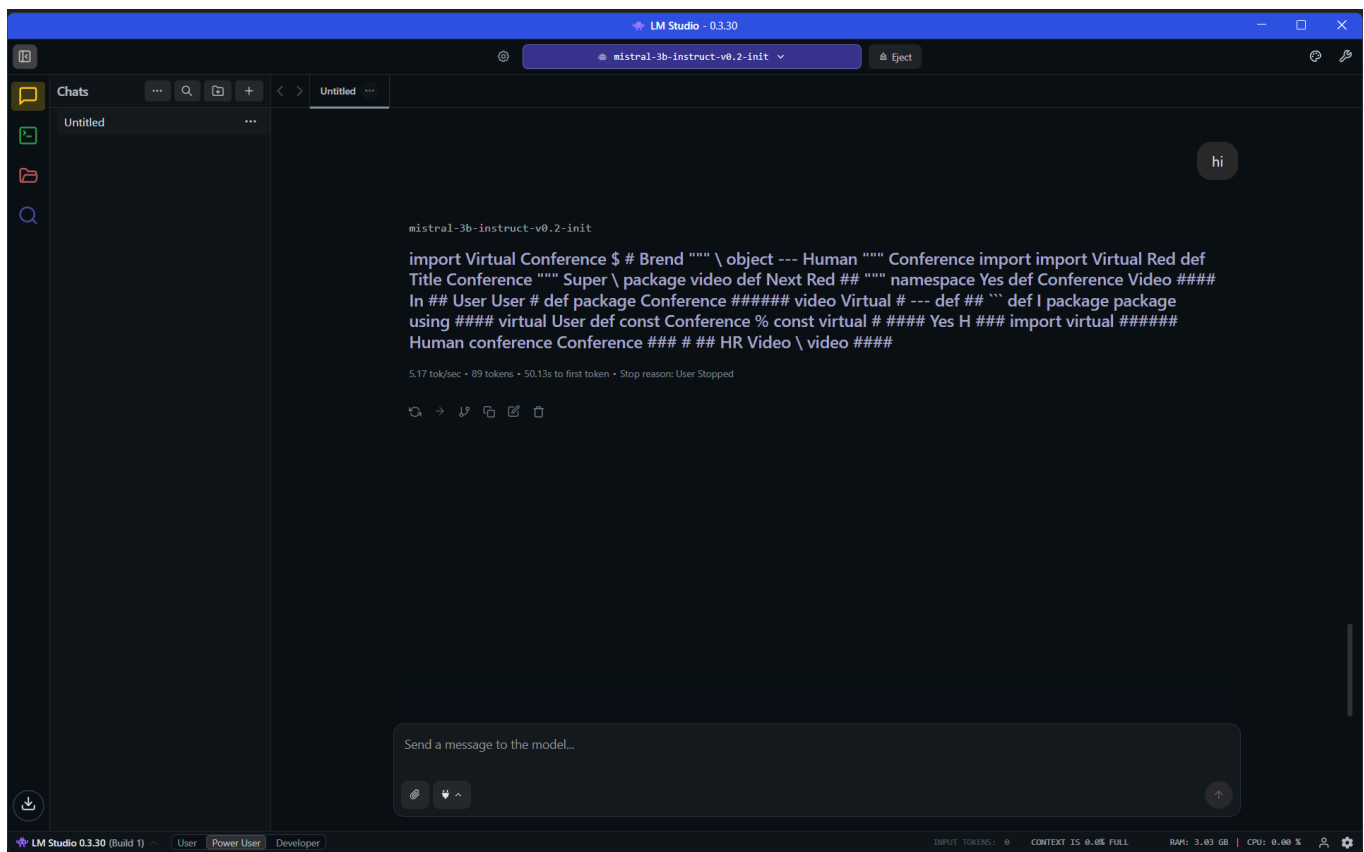 LM Studio - 0.3.30
mistral-3b-instruct-v0.2-init
Eject
Chats
Untitled
Untitled
hi
mistral-3b-instruct-v0.2-init
import Virtual Conference $ # Brend """ \ object --- Human """ Conference import import Virtual Red def
Title Conference """ Super \ package video def Next Red ## """ namespace Yes def Conference Video ####
In ## User User # def package Conference ###### video Virtual # --- def ## ``` def I package package
using #### virtual User def const Conference % const virtual # #### Yes H ### import virtual ######
Human conference Conference ### # ## HR Video \ video ####
5.17 tok/sec • 89 tokens • 50.13s to first token • Stop reason: User Stopped
Send a message to the model...
LM Studio 0.3.30 (Build 1) User Power User Developer INPUT TOKENS: 0 CONTEXT IS 0.0% FULL RAM: 3.03 GB | CPU: 0.00 %